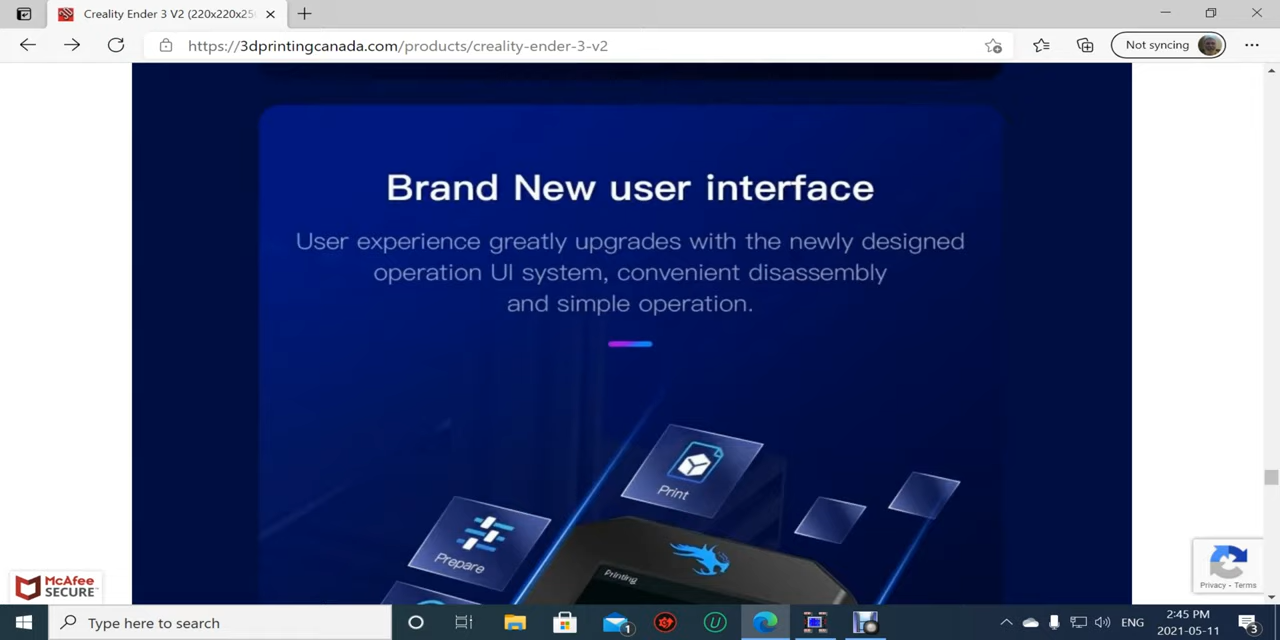 Creality Ender 3 V2 (220x220x25
https://3dprintingcanada.com/products/creality-ender-3-v2
Not syncing
Brand New user interface
User experience greatly upgrades with the newly designed
operation UI system, convenient disassembly
and simple operation.
Print
Prepare
Printing
McAfee
SECURE
Privacy - Terms
Type here to search
1
U
ENG
2:45 PM
2021-05-11
3